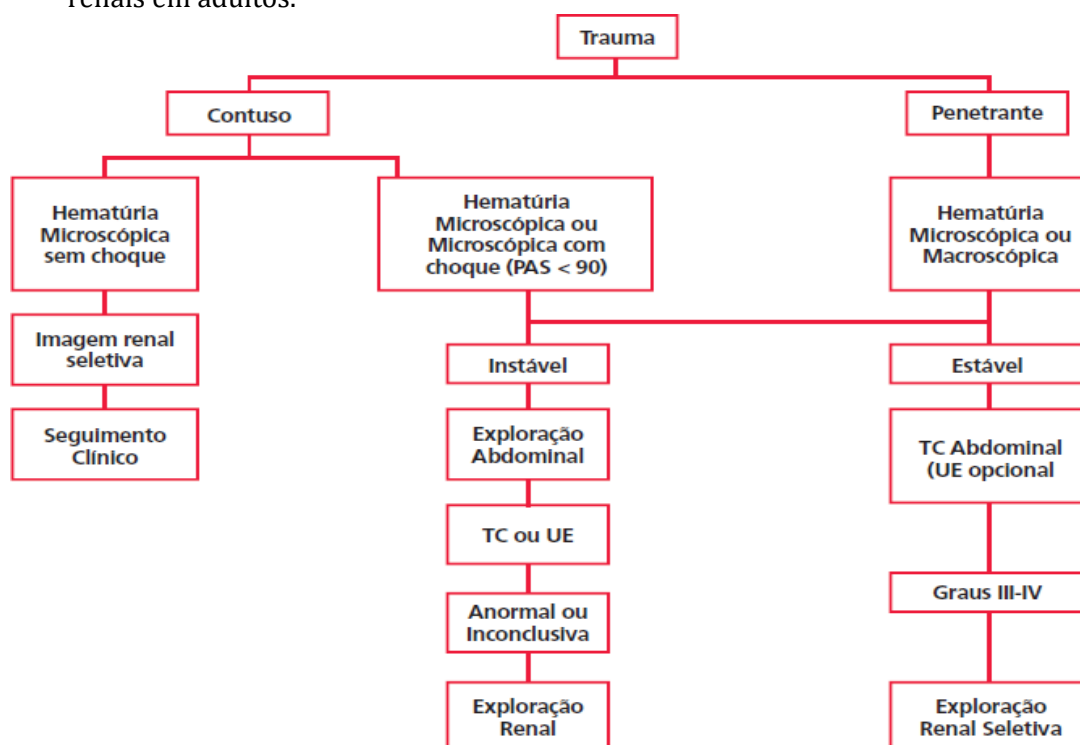 renais em adultos.
Trauma
Contuso
Penetrante
Hematúria
Microscópica
sem choque
Hematúria
Microscópica ou
Microscópica com
choque (PAS < 90)
Hematúria
Microscópica ou
Macroscópica
Imagem renal
seletiva
Instável
Estável
Seguimento
Clínico
Exploração
Abdominal
TC Abdominal
(UE opcional
TC ou UE
Graus III-IV
Anormal ou
Inconclusiva
Exploração
Renal
Exploração
Renal Seletiva